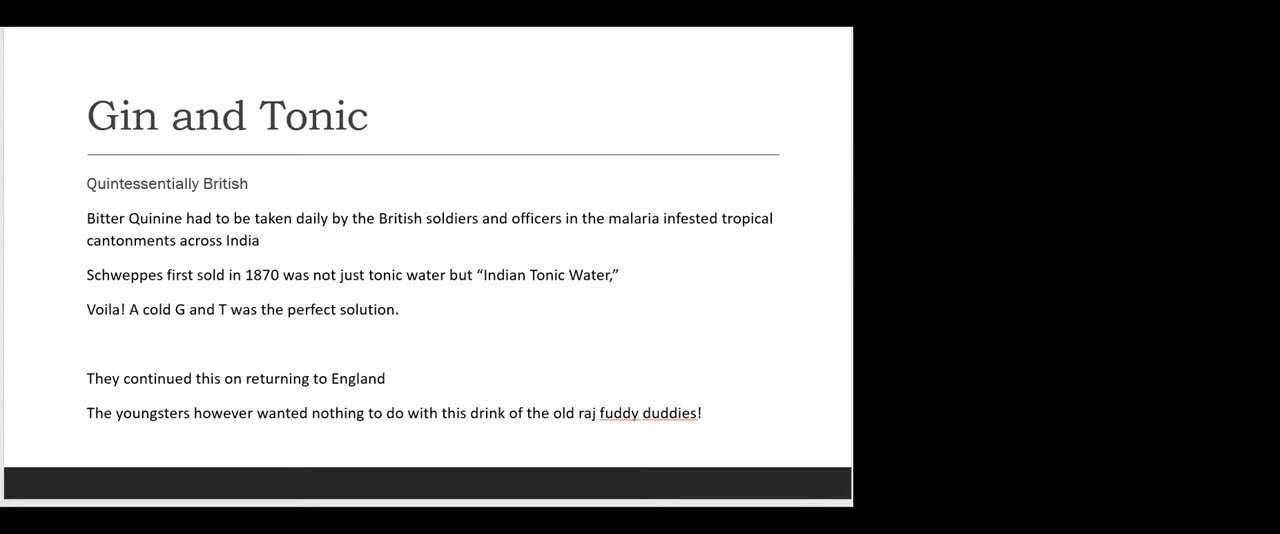 Gin and Tonic
Quintessentially British
Bitter Quinine had to be taken daily by the British soldiers and officers in the malaria infested tropical
cantonments across India
Schweppes first sold in 1870 was not just tonic water but “Indian Tonic Water,”
Voila! A cold G and T was the perfect solution.
They continued this on returning to England
The youngsters however wanted nothing to do with this drink of the old raj fuddy duddies!